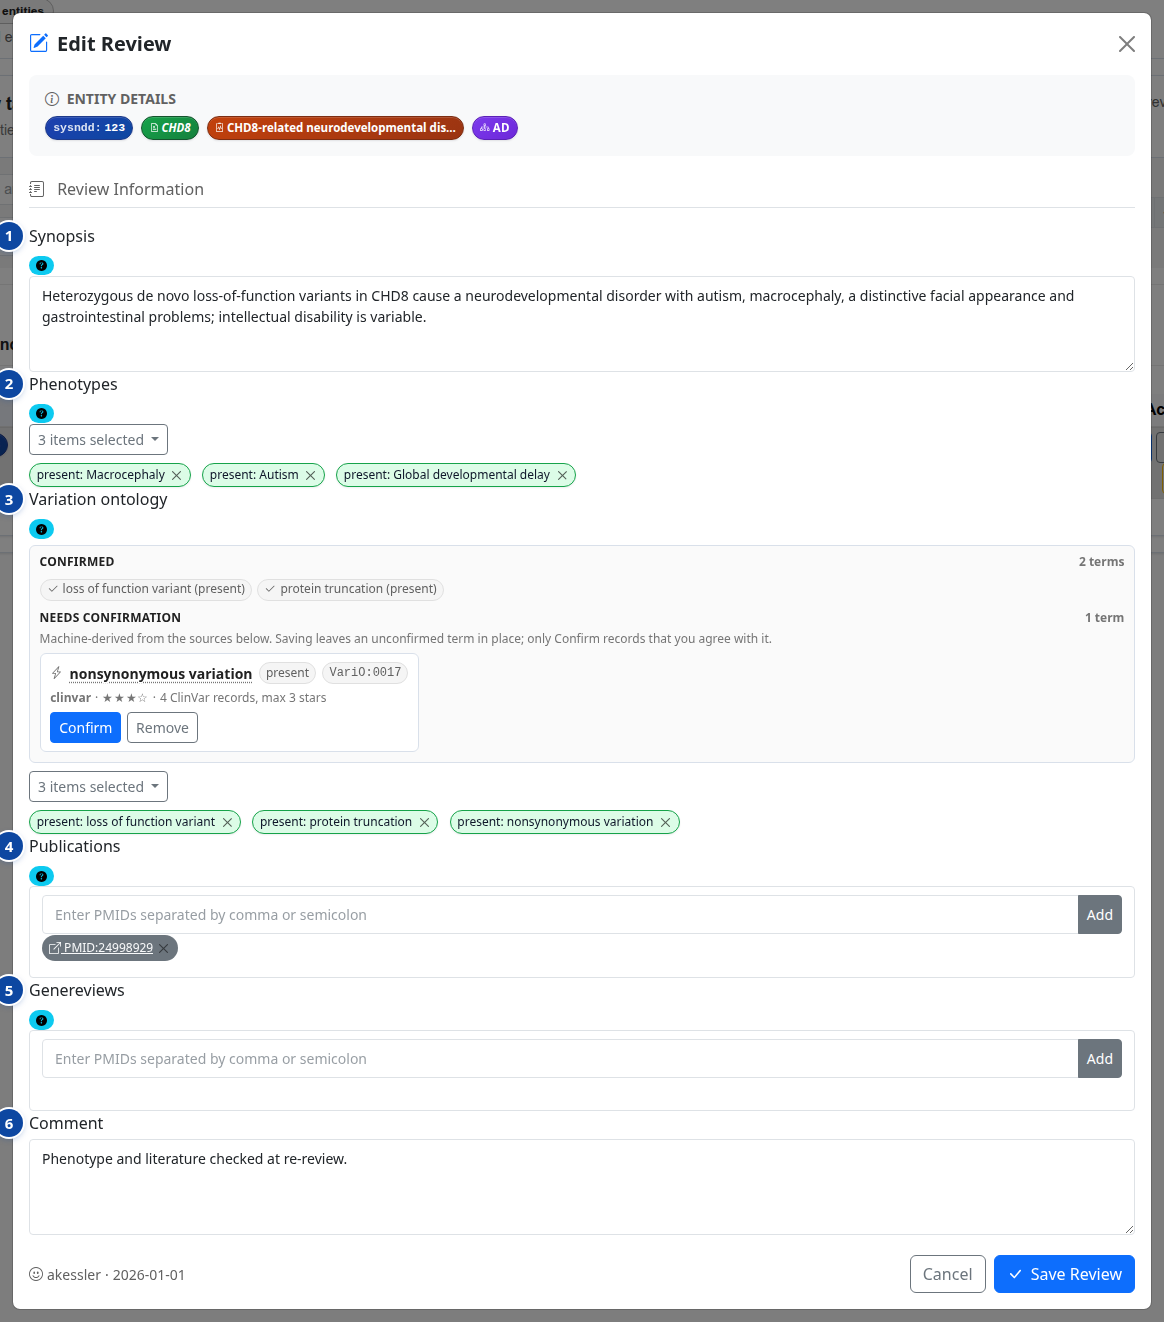 entities
Edit Review
ENTITY DETAILS
sysndd: 123
CHD8
CHD8-related neurodevelopmental dis...
AD
Review Information
1
Synopsis
Heterozygous de novo loss-of-function variants in CHD8 cause a neurodevelopmental disorder with autism, macrocephaly, a distinctive facial appearance and
gastrointestinal problems; intellectual disability is variable.
2
Phenotypes
3 items selected
present: Macrocephaly
present: Autism
present: Global developmental delay
3
Variation ontology
CONFIRMED
2 terms
loss of function variant (present)
protein truncation (present)
NEEDS CONFIRMATION
1 term
Machine-derived from the sources below. Saving leaves an unconfirmed term in place; only Confirm records that you agree with it.
nonsynonymous variation
present
VariO:0017
clinvar · ★★★☆ · 4 ClinVar records, max 3 stars
Confirm
Remove
3 items selected
present: loss of function variant
present: protein truncation
present: nonsynonymous variation
4
Publications
Enter PMIDs separated by comma or semicolon
Add
PMID:24998929
5
Genereviews
Enter PMIDs separated by comma or semicolon
Add
6
Comment
Phenotype and literature checked at re-review.
akessler · 2026-01-01
Cancel
Save Review